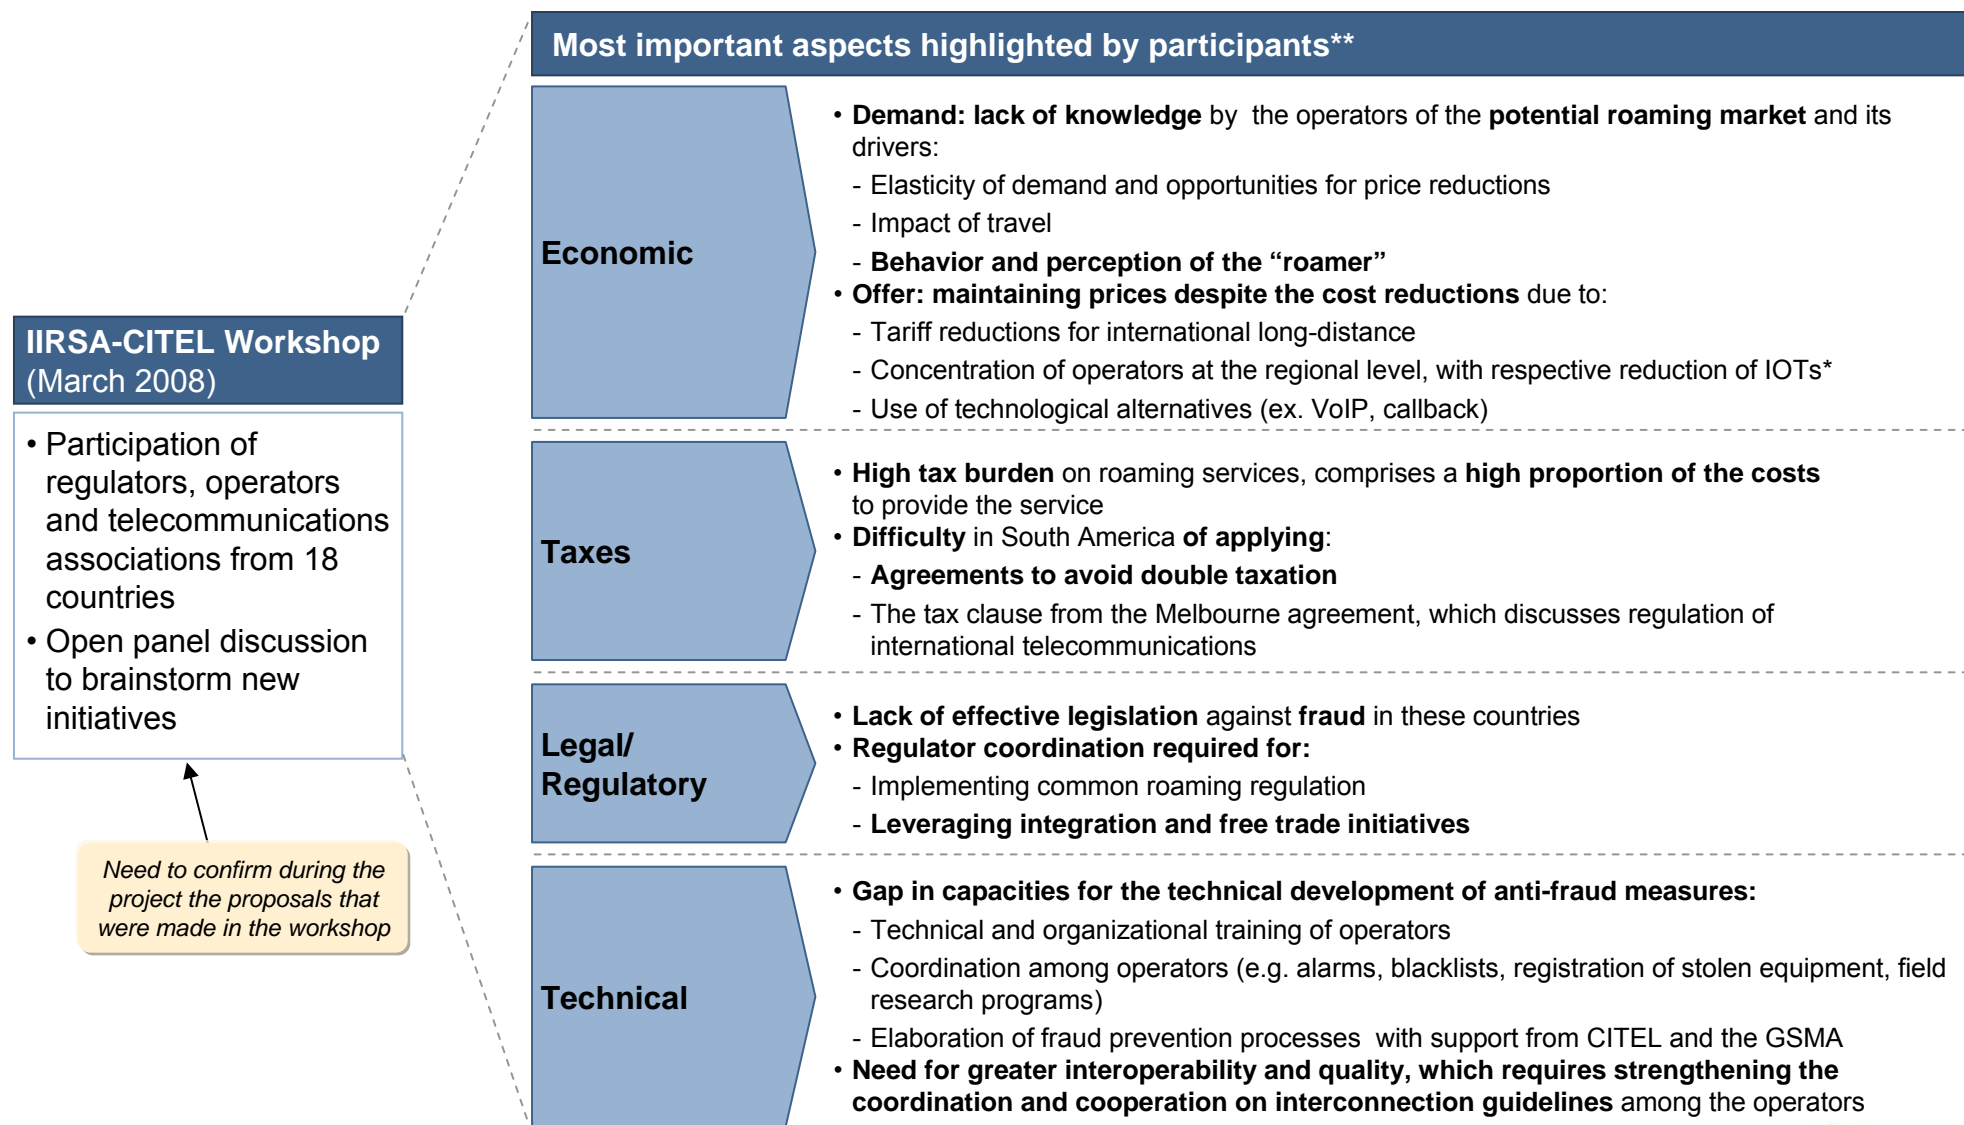 IIRSA-CITEL Workshop
(March 2008)
• Participation of
regulators, operators
and telecommunications
associations from 18
countries
• Open panel discussion
to brainstorm new
initiatives
Need to confirm during the
project the proposals that
were made in the workshop
Most important aspects highlighted by participants**
Economic
• Demand: lack of knowledge by the operators of the potential roaming market and its
drivers:
- Elasticity of demand and opportunities for price reductions
- Impact of travel
- Behavior and perception of the “roamer”
• Offer: maintaining prices despite the cost reductions due to:
- Tariff reductions for international long-distance
- Concentration of operators at the regional level, with respective reduction of IOTs*
- Use of technological alternatives (ex. VoIP, callback)
Taxes
• High tax burden on roaming services, comprises a high proportion of the costs
to provide the service
• Difficulty in South America of applying:
- Agreements to avoid double taxation
- The tax clause from the Melbourne agreement, which discusses regulation of
international telecommunications
Legal/
Regulatory
• Lack of effective legislation against fraud in these countries
• Regulator coordination required for:
- Implementing common roaming regulation
- Leveraging integration and free trade initiatives
Technical
• Gap in capacities for the technical development of anti-fraud measures:
- Technical and organizational training of operators
- Coordination among operators (e.g. alarms, blacklists, registration of stolen equipment, field
research programs)
- Elaboration of fraud prevention processes with support from CITEL and the GSMA
• Need for greater interoperability and quality, which requires strengthening the
coordination and cooperation on interconnection guidelines among the operators